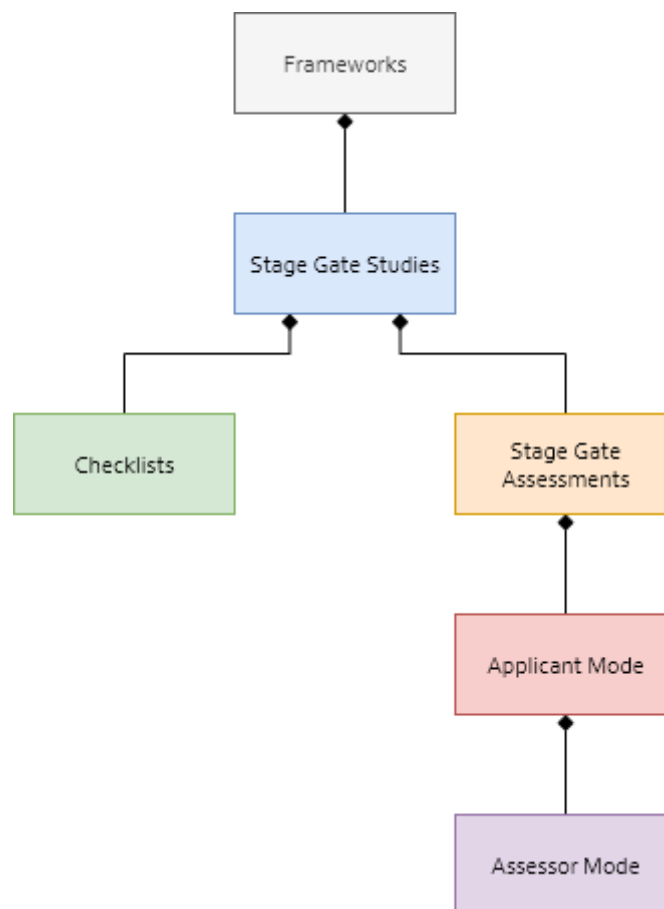 Frameworks
Stage Gate Studies
Checklists
Stage Gate
Assessments
Applicant Mode
Assessor Mode